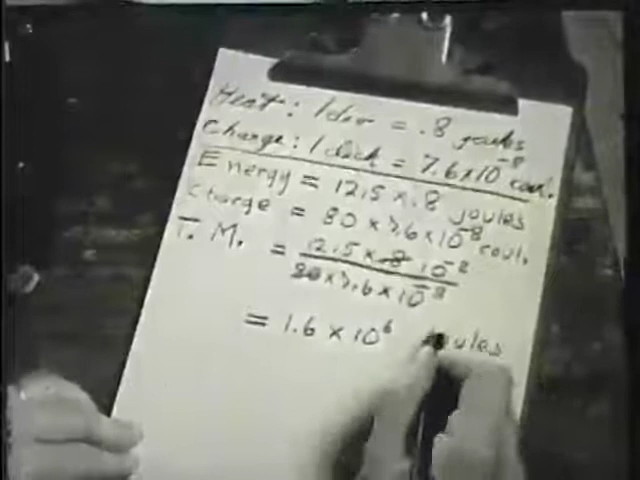 Heat: 1 div = .8 joules
Charge: 1 click = 7.6×10⁻⁸ coul.
Energy = 12.5 × .8 joules
Charge = 80 × 7.6×10⁻⁸ coul.
T. M. = 12.5 × .8 10⁻² / 80×7.6×10⁻⁸
= 1.6 × 10⁶ joules